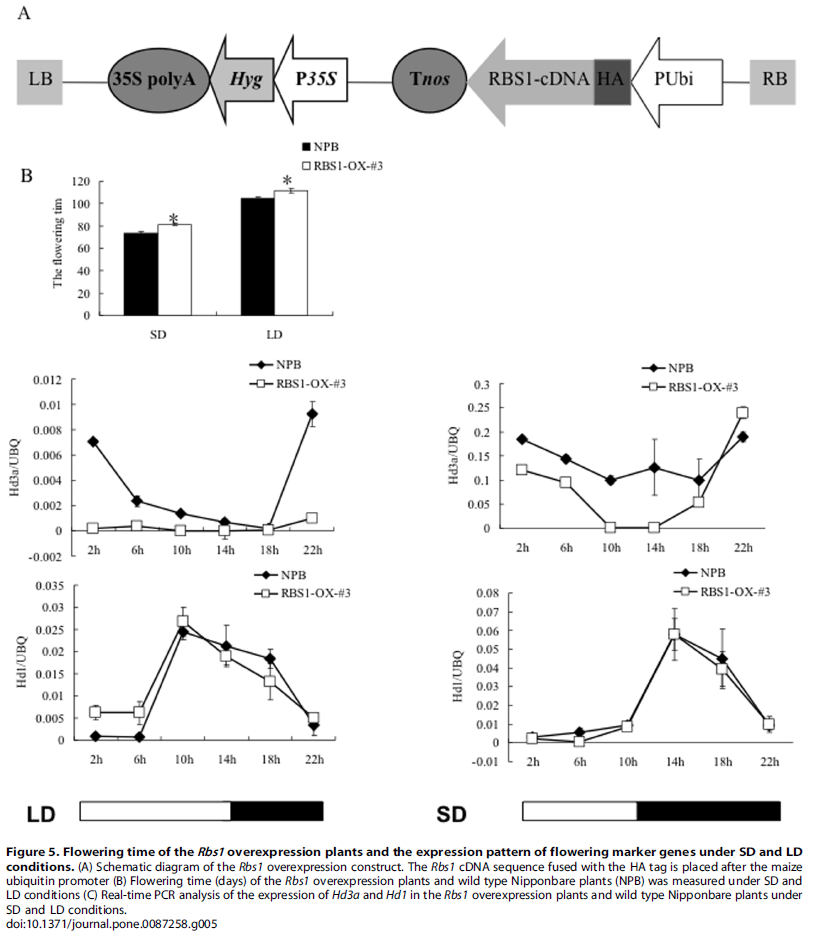 A
LB
35S polyA
Hyg
P35S
Tnos
RBS1-cDNA
HA
PUbi
RB
B
NPB
RBS1-OX-#3
The flowering tim
120
100
80
60
40
20
0
*
*
SD
LD
NPB
RBS1-OX-#3
Hd3a/UBQ
0.012
0.01
0.008
0.006
0.004
0.002
0
-0.002
2h 6h 10h 14h 18h 22h
NPB
RBS1-OX-#3
Hd3a/UBQ
0.3
0.25
0.2
0.15
0.1
0.05
0
2h 6h 10h 14h 18h 22h
NPB
RBS1-OX-#3
Hd1/UBQ
0.035
0.03
0.025
0.02
0.015
0.01
0.005
0
2h 6h 10h 14h 18h 22h
NPB
RBS1-OX-#3
Hd1/UBQ
0.08
0.07
0.06
0.05
0.04
0.03
0.02
0.01
0
-0.01
2h 6h 10h 14h 18h 22h
LD
SD
Figure 5. Flowering time of the Rbs1 overexpression plants and the expression pattern of flowering marker genes under SD and LD
conditions. (A) Schematic diagram of the Rbs1 overexpression construct. The Rbs1 cDNA sequence fused with the HA tag is placed after the maize
ubiquitin promoter (B) Flowering time (days) of the Rbs1 overexpression plants and wild type Nipponbare plants (NPB) was measured under SD and
LD conditions (C) Real-time PCR analysis of the expression of Hd3a and Hd1 in the Rbs1 overexpression plants and wild type Nipponbare plants under
SD and LD conditions.
doi:10.1371/journal.pone.0087258.g005